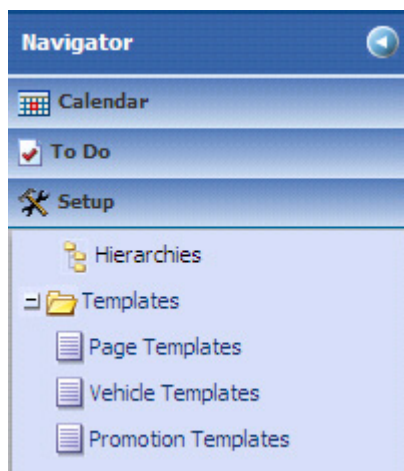 Navigator
Calendar
To Do
Setup
Hierarchies
Templates
Page Templates
Vehicle Templates
Promotion Templates